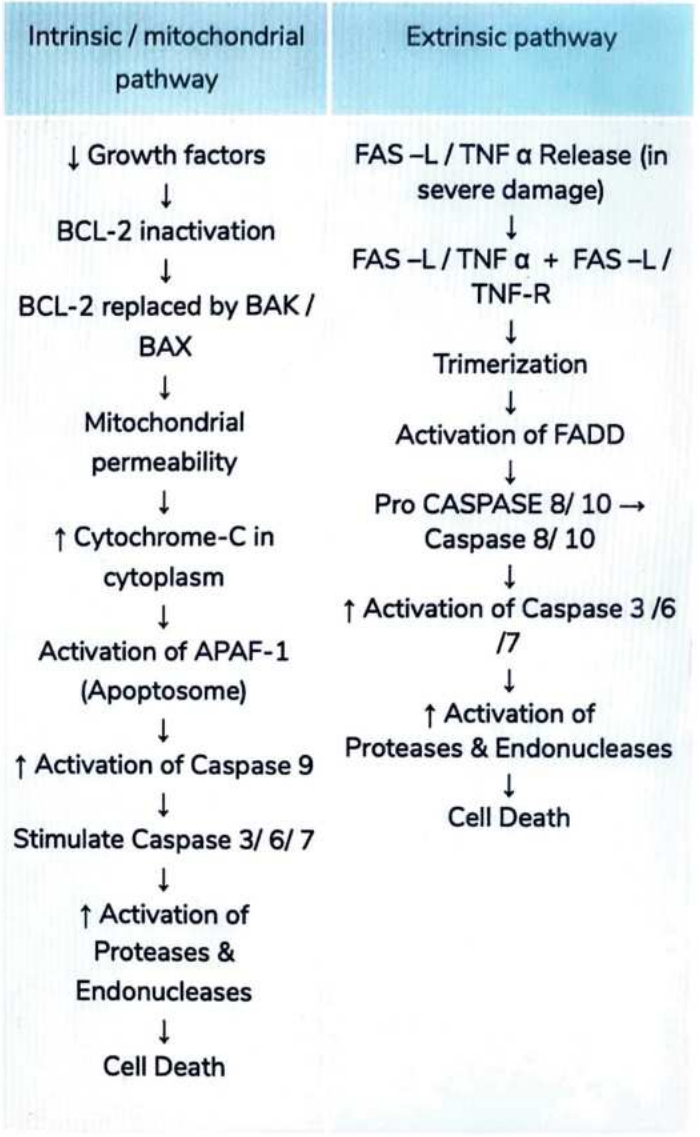 Intrinsic / mitochondrial
pathway
↓ Growth factors
↓
BCL-2 inactivation
↓
BCL-2 replaced by BAK /
BAX
↓
Mitochondrial
permeability
↓
↑ Cytochrome-C in
cytoplasm
↓
Activation of APAF-1
(Apoptosome)
↓
↑ Activation of Caspase 9
↓
Stimulate Caspase 3/ 6/ 7
↓
↑ Activation of
Proteases &
Endonucleases
↓
Cell Death
Extrinsic pathway
FAS –L / TNF α Release (in
severe damage)
↓
FAS –L / TNF α + FAS –L /
TNF-R
↓
Trimerization
↓
Activation of FADD
↓
Pro CASPASE 8/ 10 →
Caspase 8/ 10
↓
↑ Activation of Caspase 3 /6
/7
↓
↑ Activation of
Proteases & Endonucleases
↓
Cell Death